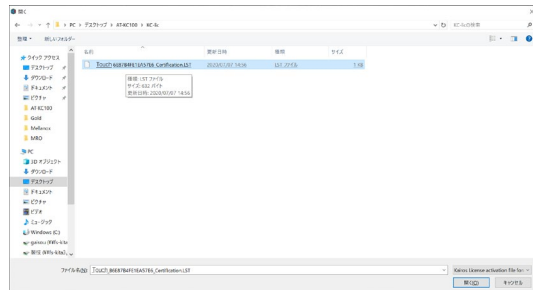 開く
PC > デスクトップ > AT-KC100 > KC-llc
KC-llcの検索
整理 新しいフォルダー
名前 更新日時 種類 サイズ
クイック アクセス
デスクトップ
ダウンロード
ドキュメント
ピクチャ
AT-KC100
Gold
Mellanox
MRO
PC
3D オブジェクト
ダウンロード
デスクトップ
ドキュメント
ピクチャ
ビデオ
ミュージック
Windows (C:)
2020/07/07 14:56 LST ファイル 1 KB
種類: LST ファイル
サイズ: 632 バイト
更新日時: 2020/07/07 14:56
ファイル名(N):
Kairos License activation file
開く(O) キャンセル